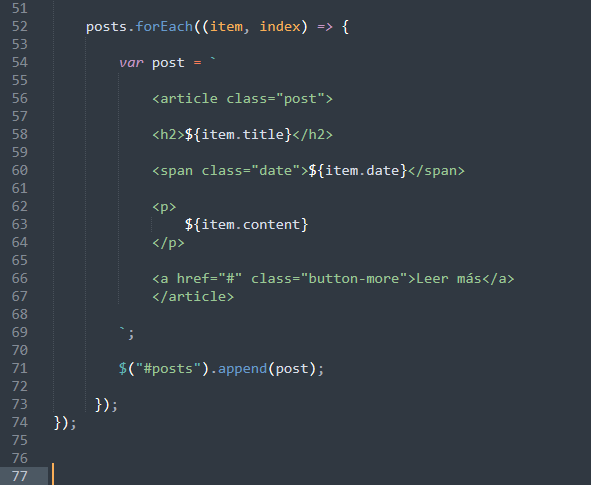 51
52 posts.forEach((item, index) => {
53
54 var post = `
55
56 <article class="post">
57
58 <h2>${item.title}</h2>
59
60 <span class="date">${item.date}</span>
61
62 <p>
63 ${item.content}
64 </p>
65
66 <a href="#" class="button-more">Leer más</a>
67 </article>
68
69 `;
70
71 $("#posts").append(post);
72
73 });
74 });
75
76
77